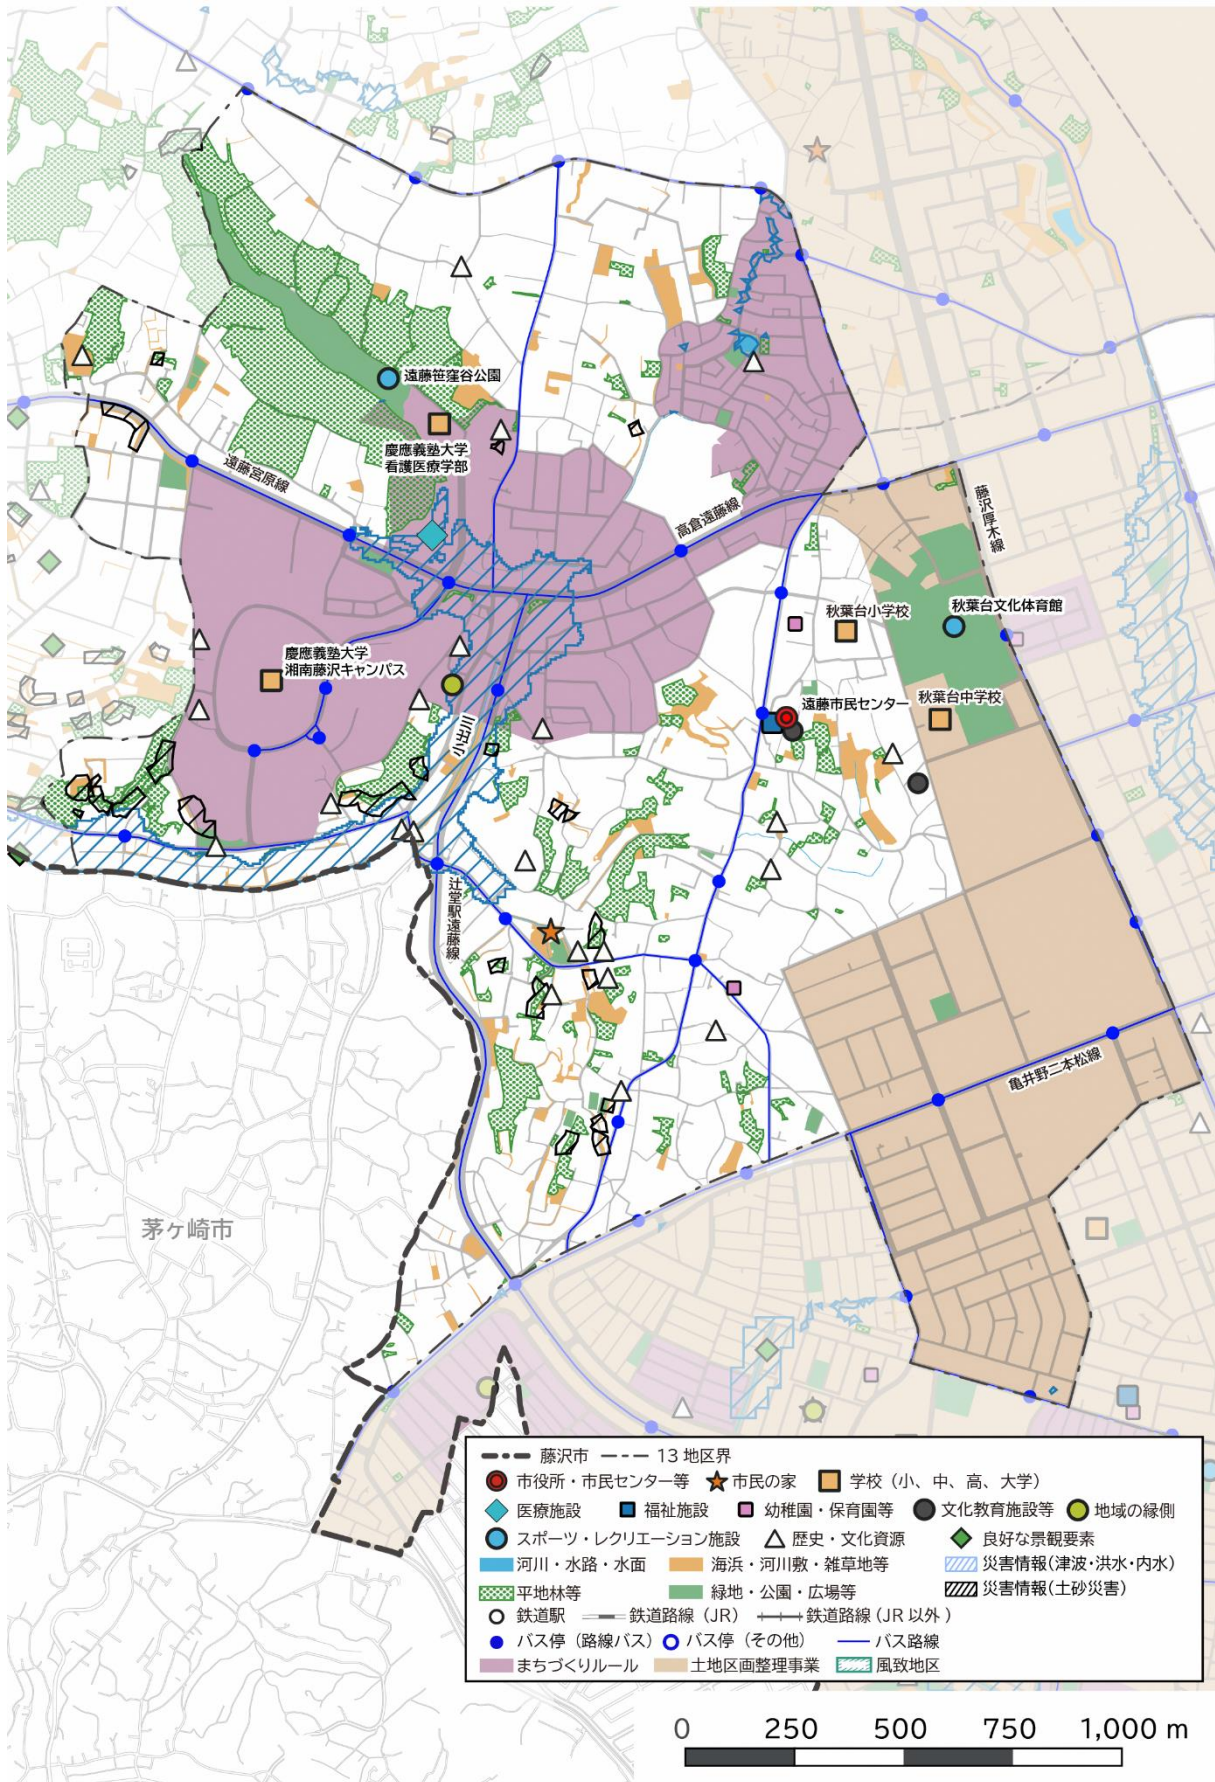 遠藤笹窪谷公園
慶應義塾大学
看護医療学部
遠藤宮原線
高倉遠藤線
藤沢厚木線
秋葉台小学校
秋葉台文化体育館
慶應義塾大学
湘南藤沢キャンパス
遠藤市民センター
秋葉台中学校
小出川
辻堂駅遠藤線
亀井野二本松線
茅ヶ崎市
藤沢市 13地区界
市役所・市民センター等 市民の家 学校（小、中、高、大学）
医療施設 福祉施設 幼稚園・保育園等 文化教育施設等 地域の縁側
スポーツ・レクリエーション施設 歴史・文化資源 良好な景観要素
河川・水路・水面 海浜・河川敷・雑草地等 災害情報(津波・洪水・内水)
平地林等 緑地・公園・広場等 災害情報(土砂災害)
鉄道駅 鉄道路線（JR） 鉄道路線(JR以外)
バス停（路線バス） バス停（その他） バス路線
まちづくりルール 土地区画整理事業 風致地区
0 250 500 750 1,000 m